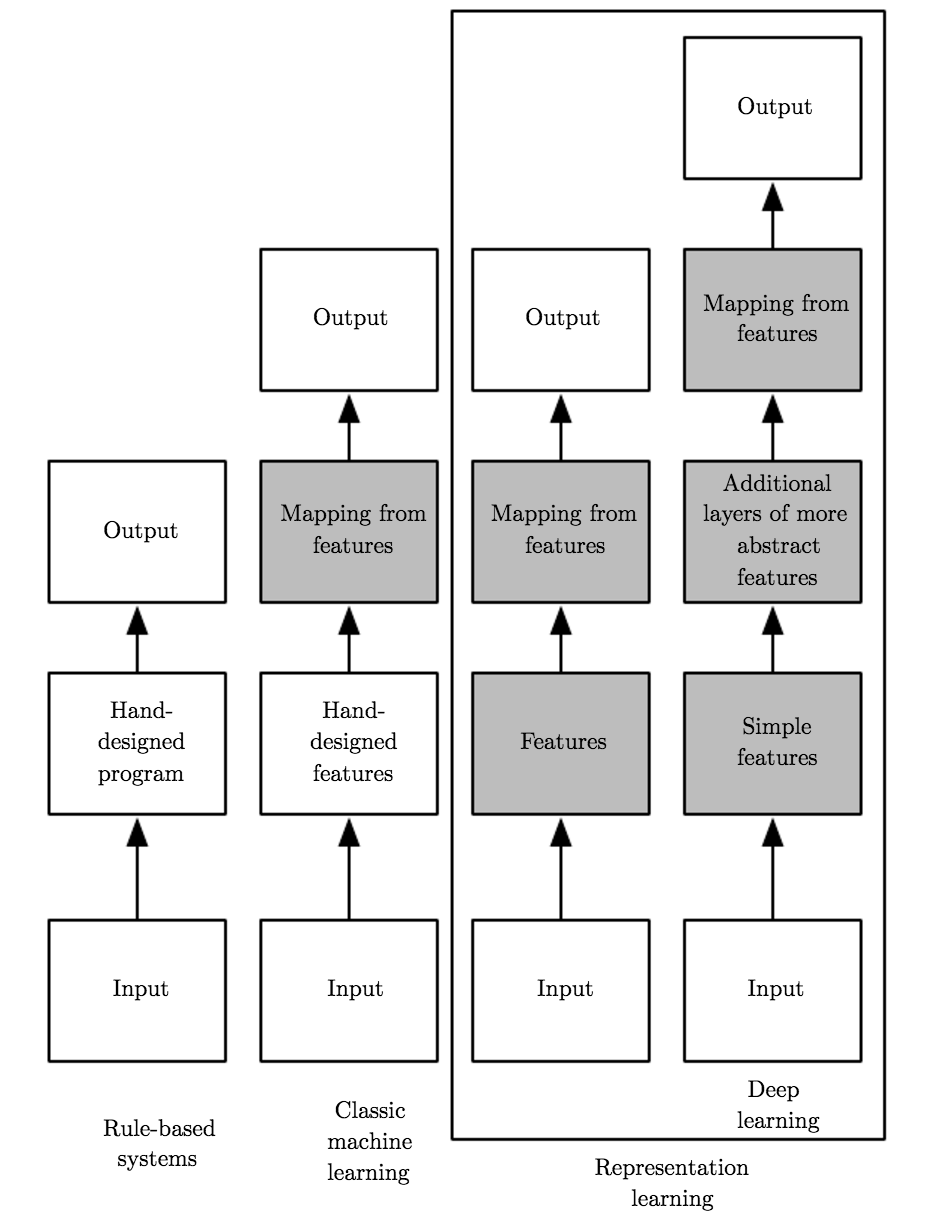 Output
Mapping from
features
Output
Output
Additional
layers of more
abstract
features
Mapping from
features
Mapping from
features
Output
Simple
features
Features
Hand-
designed
features
Hand-
designed
program
Input
Input
Input
Input
Deep
learning
Classic
machine
learning
Rule-based
systems
Representation
learning